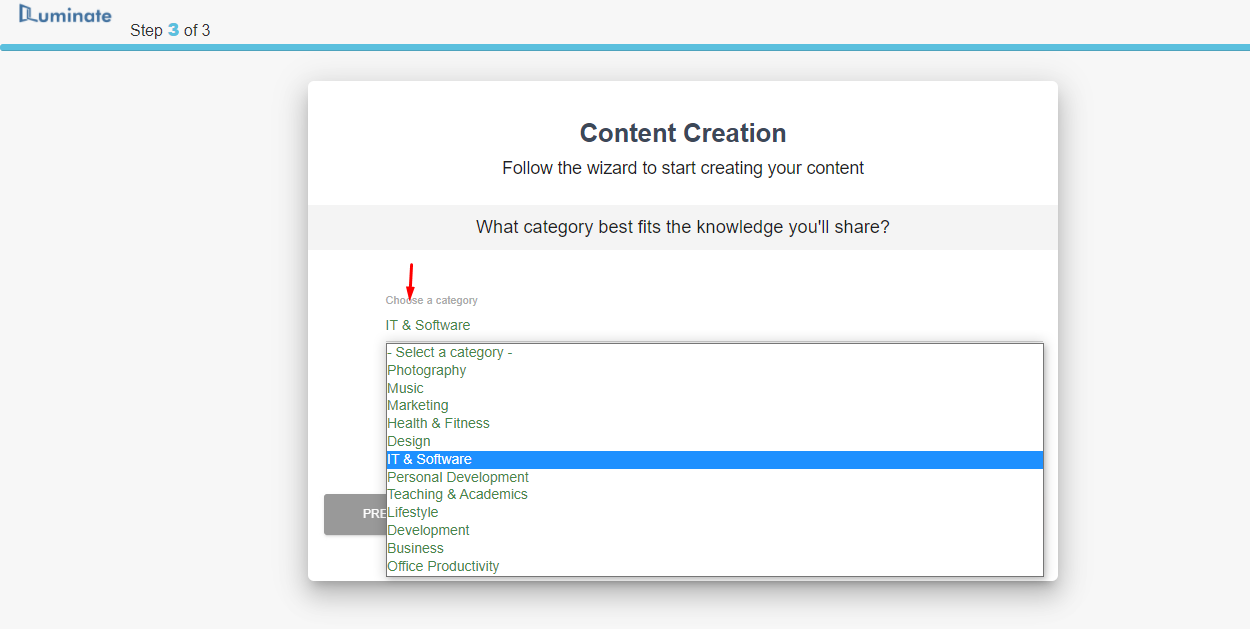 Luminate
Step 3 of 3
Content Creation
Follow the wizard to start creating your content
What category best fits the knowledge you'll share?
Choose a category
IT & Software
- Select a category -
Photography
Music
Marketing
Health & Fitness
Design
IT & Software
Personal Development
Teaching & Academics
PRE
Lifestyle
Development
Business
Office Productivity